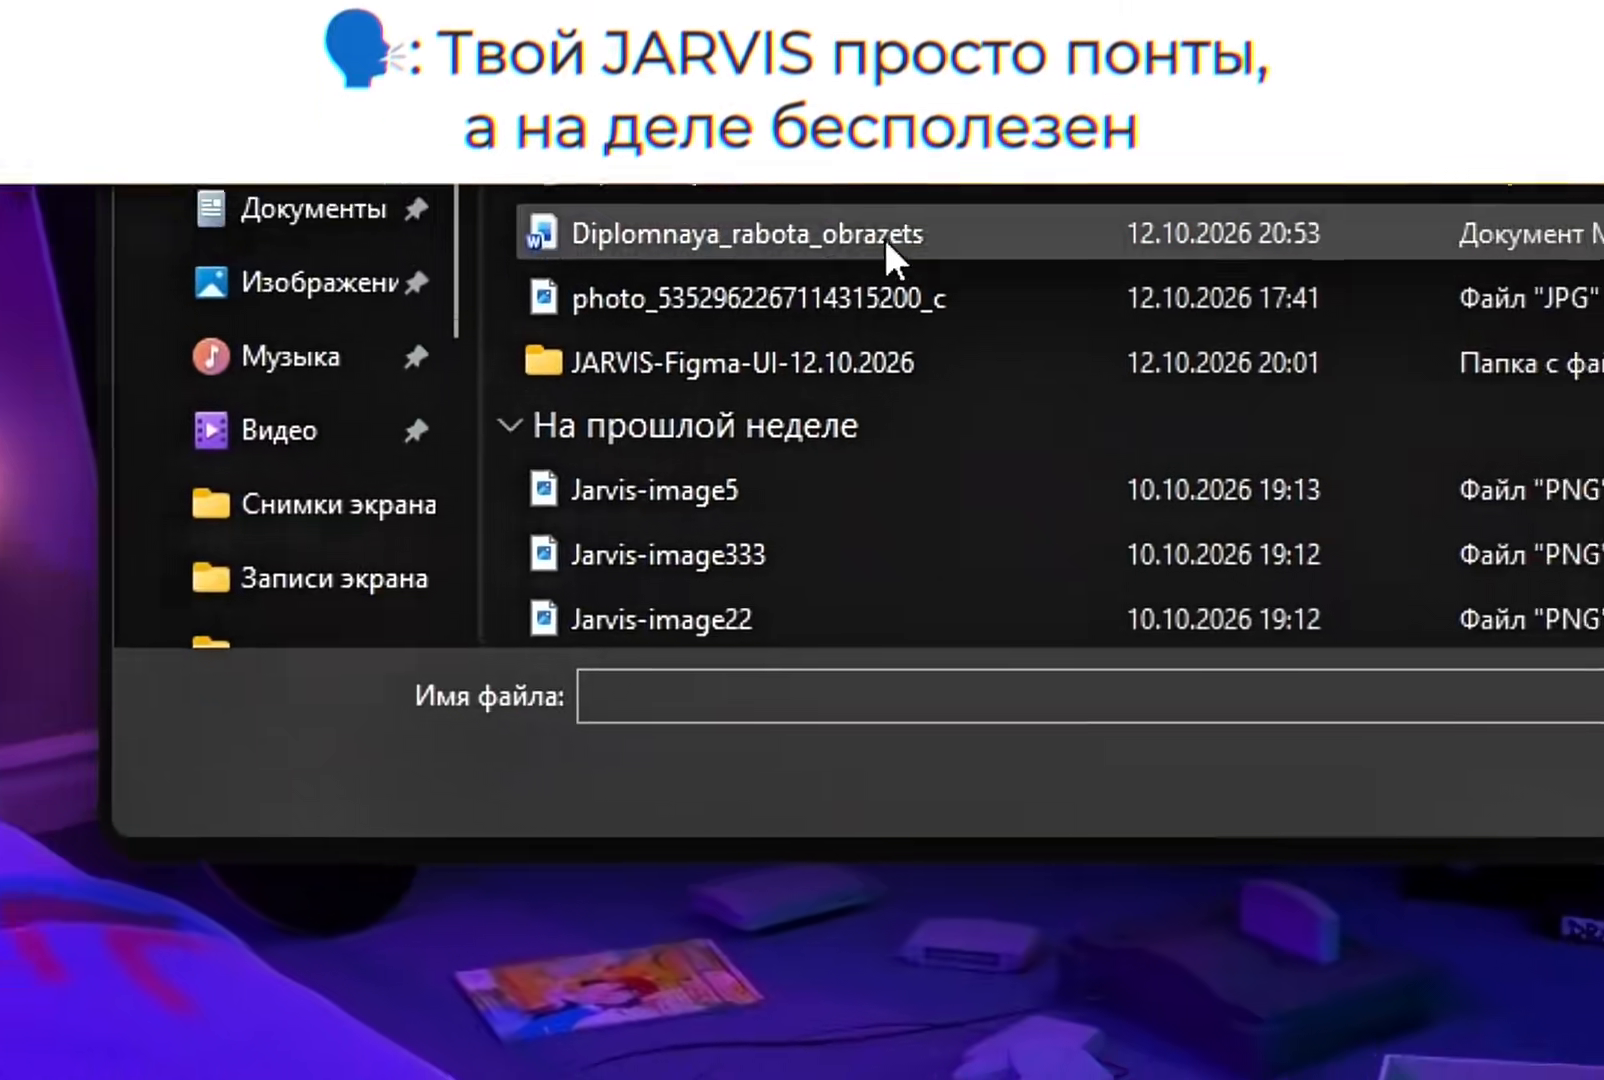 : Твой JARVIS просто понты,
а на деле бесполезен
Документы
Diplomnaya_rabota_obrazets 12.10.2026 20:53 Документ
Изображени
photo_5352962267114315200_c 12.10.2026 17:41 Файл "JPG"
Музыка
JARVIS-Figma-UI-12.10.2026 12.10.2026 20:01 Папка с фа
Видео
На прошлой неделе
Снимки экрана
Jarvis-image5 10.10.2026 19:13 Файл "PNG"
Записи экрана
Jarvis-image333 10.10.2026 19:12 Файл "PNG"
Jarvis-image22 10.10.2026 19:12 Файл "PNG"
Имя файла: